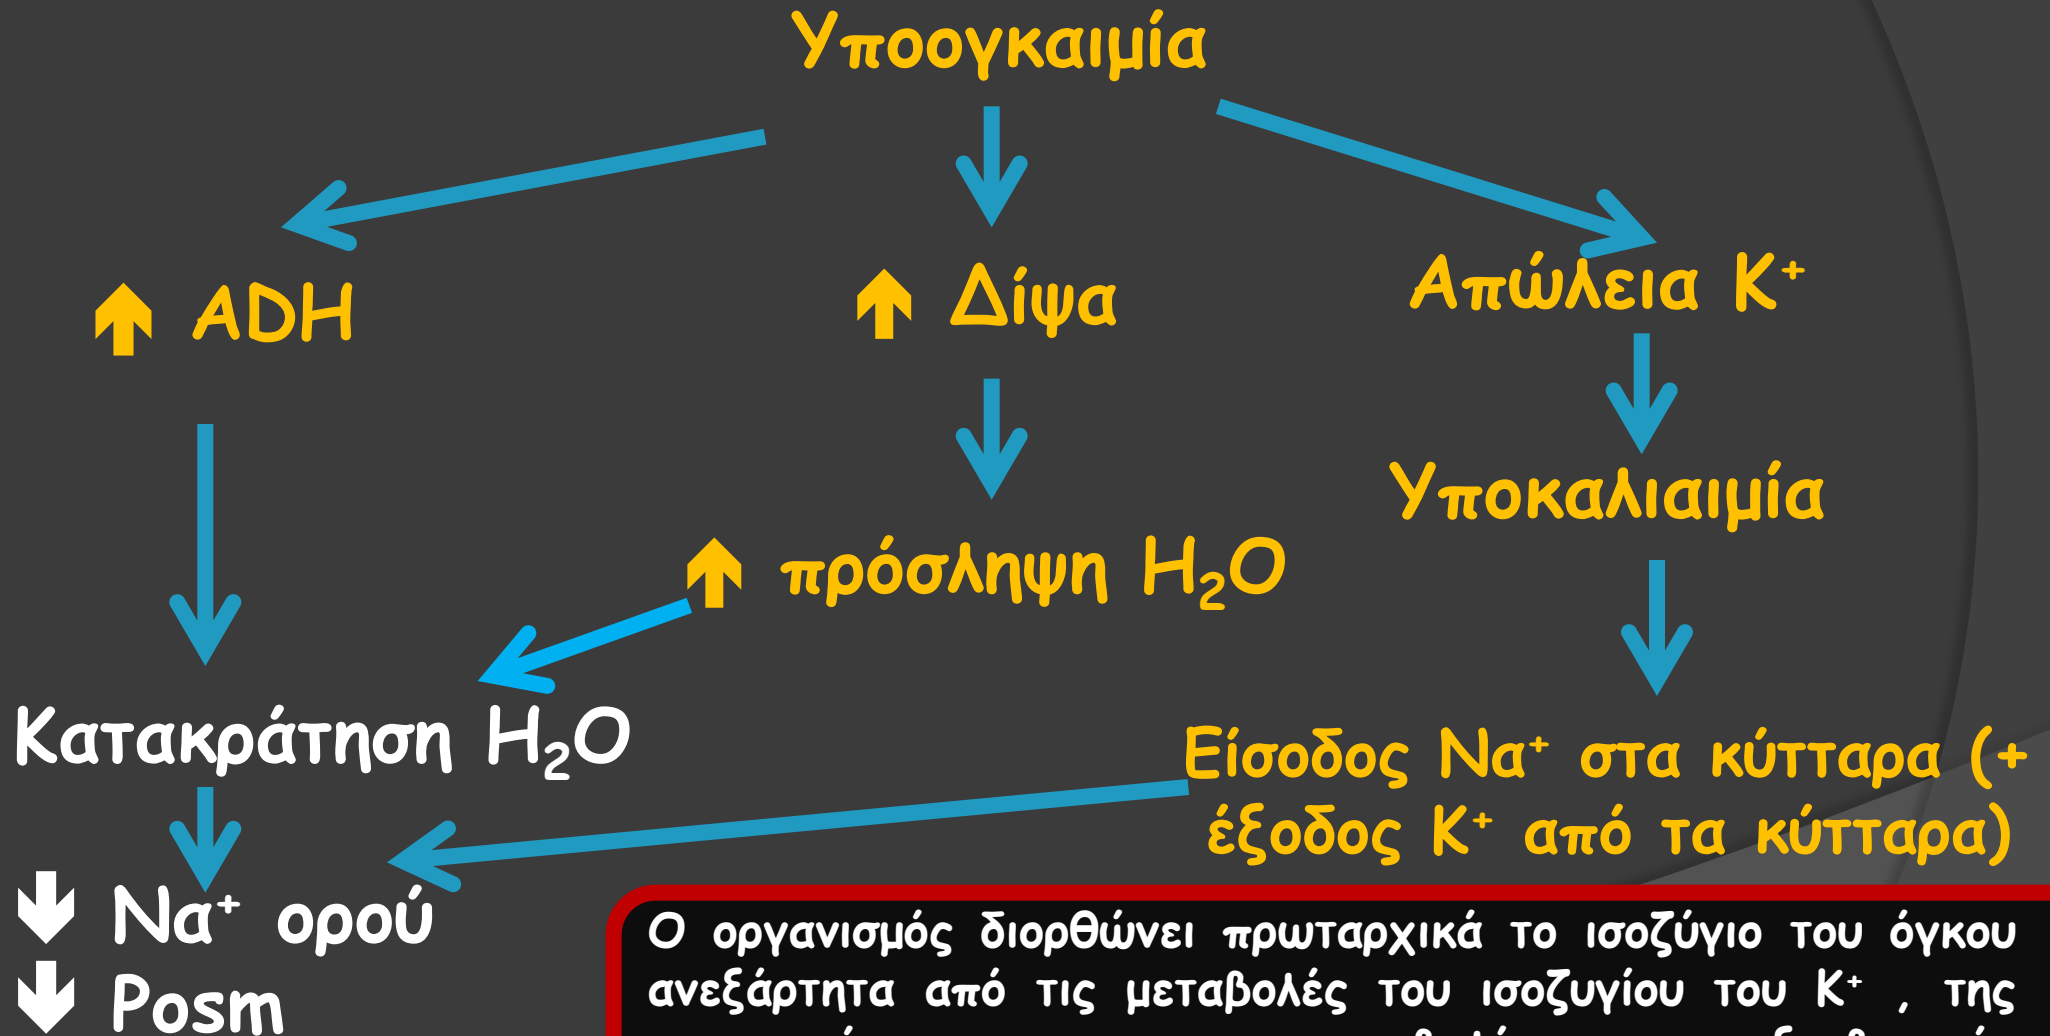 Υποογκαιμία
ADH
Δίψα
Απώλεια Κ⁺
Υποκαλιαιμία
πρόσληψη H₂O
Κατακράτηση H₂O
Είσοδος Na⁺ στα κύτταρα (+
έξοδος Κ⁺ από τα κύτταρα)
Na⁺ ορού
Posm
Ο οργανισμός διορθώνει πρωταρχικά το ισοζύγιο του όγκου
ανεξάρτητα από τις μεταβολές του ισοζυγίου του Κ⁺ , της